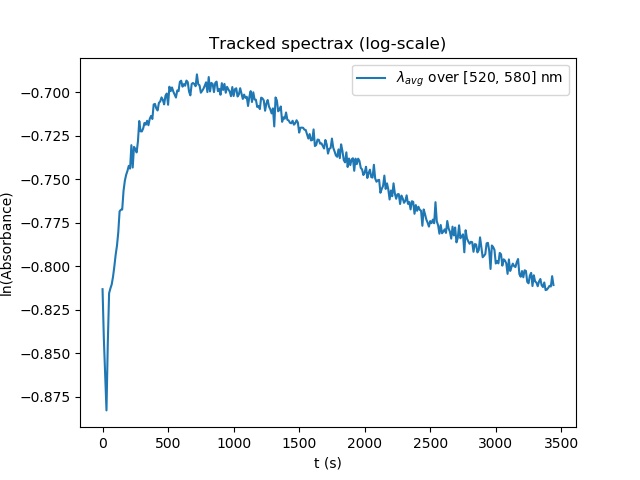 Tracked spectrax (log-scale)
λavg over [520, 580] nm
ln(Absorbance)
−0.700
−0.725
−0.750
−0.775
−0.800
−0.825
−0.850
−0.875
0 500 1000 1500 2000 2500 3000 3500
t (s)